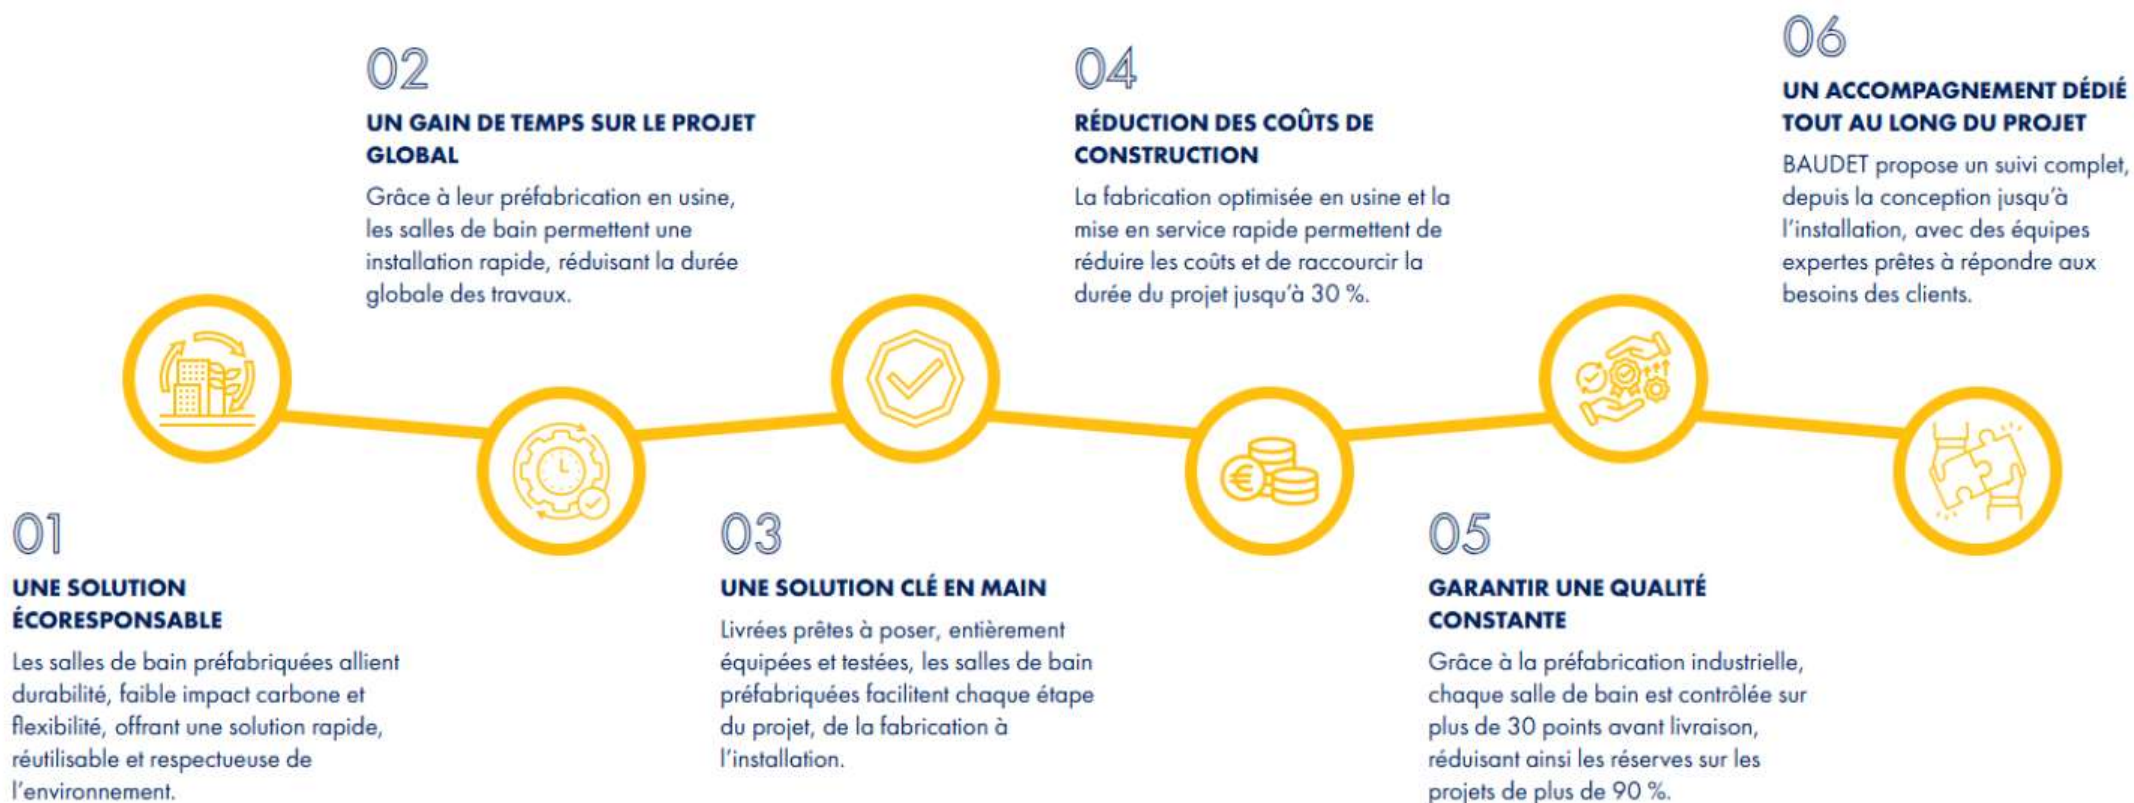 01
UNE SOLUTION
ÉCORESPONSABLE
Les salles de bain préfabriquées allient
durabilité, faible impact carbone et
flexibilité, offrant une solution rapide,
réutilisable et respectueuse de
l'environnement.
02
UN GAIN DE TEMPS SUR LE PROJET
GLOBAL
Grâce à leur préfabrication en usine,
les salles de bain permettent une
installation rapide, réduisant la durée
globale des travaux.
03
UNE SOLUTION CLÉ EN MAIN
Livrées prêtes à poser, entièrement
équipées et testées, les salles de bain
préfabriquées facilitent chaque étape
du projet, de la fabrication à
l'installation.
04
RÉDUCTION DES COÛTS DE
CONSTRUCTION
La fabrication optimisée en usine et la
mise en service rapide permettent de
réduire les coûts et de raccourcir la
durée du projet jusqu'à 30 %.
€
05
GARANTIR UNE QUALITÉ
CONSTANTE
Grâce à la préfabrication industrielle,
chaque salle de bain est contrôlée sur
plus de 30 points avant livraison,
réduisant ainsi les réserves sur les
projets de plus de 90 %.
06
UN ACCOMPAGNEMENT DÉDIÉ
TOUT AU LONG DU PROJET
BAUDET propose un suivi complet,
depuis la conception jusqu'à
l'installation, avec des équipes
expertes prêtes à répondre aux
besoins des clients.